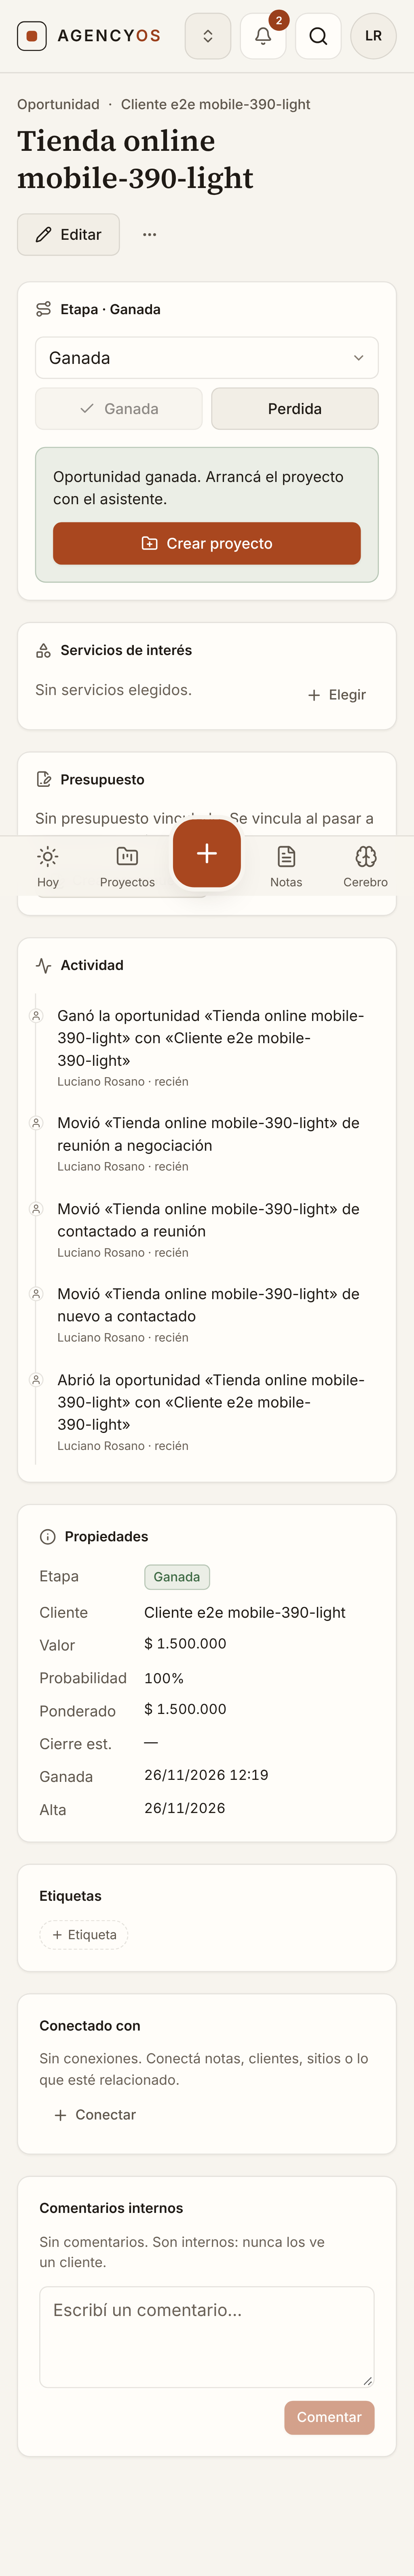 AGENCYOS
2
LR
Oportunidad · Cliente e2e mobile-390-light
Tienda online
mobile-390-light
Editar
Etapa · Ganada
Ganada
Ganada
Perdida
Oportunidad ganada. Arrancá el proyecto
con el asistente.
Crear proyecto
Servicios de interés
Sin servicios elegidos.
Elegir
Presupuesto
Sin presupuesto Se vincula al pasar a
Hoy
Proyectos
Notas
Cerebro
Actividad
Ganó la oportunidad «Tienda online mobile-
390-light» con «Cliente e2e mobile-
390-light»
Luciano Rosano · recién
Movió «Tienda online mobile-390-light» de
reunión a negociación
Luciano Rosano · recién
Movió «Tienda online mobile-390-light» de
contactado a reunión
Luciano Rosano · recién
Movió «Tienda online mobile-390-light» de
nuevo a contactado
Luciano Rosano · recién
Abrió la oportunidad «Tienda online mobile-
390-light» con «Cliente e2e mobile-
390-light»
Luciano Rosano · recién
Propiedades
Etapa Ganada
Cliente Cliente e2e mobile-390-light
Valor $ 1.500.000
Probabilidad 100%
Ponderado $ 1.500.000
Cierre est. —
Ganada 26/11/2026 12:19
Alta 26/11/2026
Etiquetas
+ Etiqueta
Conectado con
Sin conexiones. Conectá notas, clientes, sitios o lo
que esté relacionado.
+ Conectar
Comentarios internos
Sin comentarios. Son internos: nunca los ve
un cliente.
Escribí un comentario...
Comentar